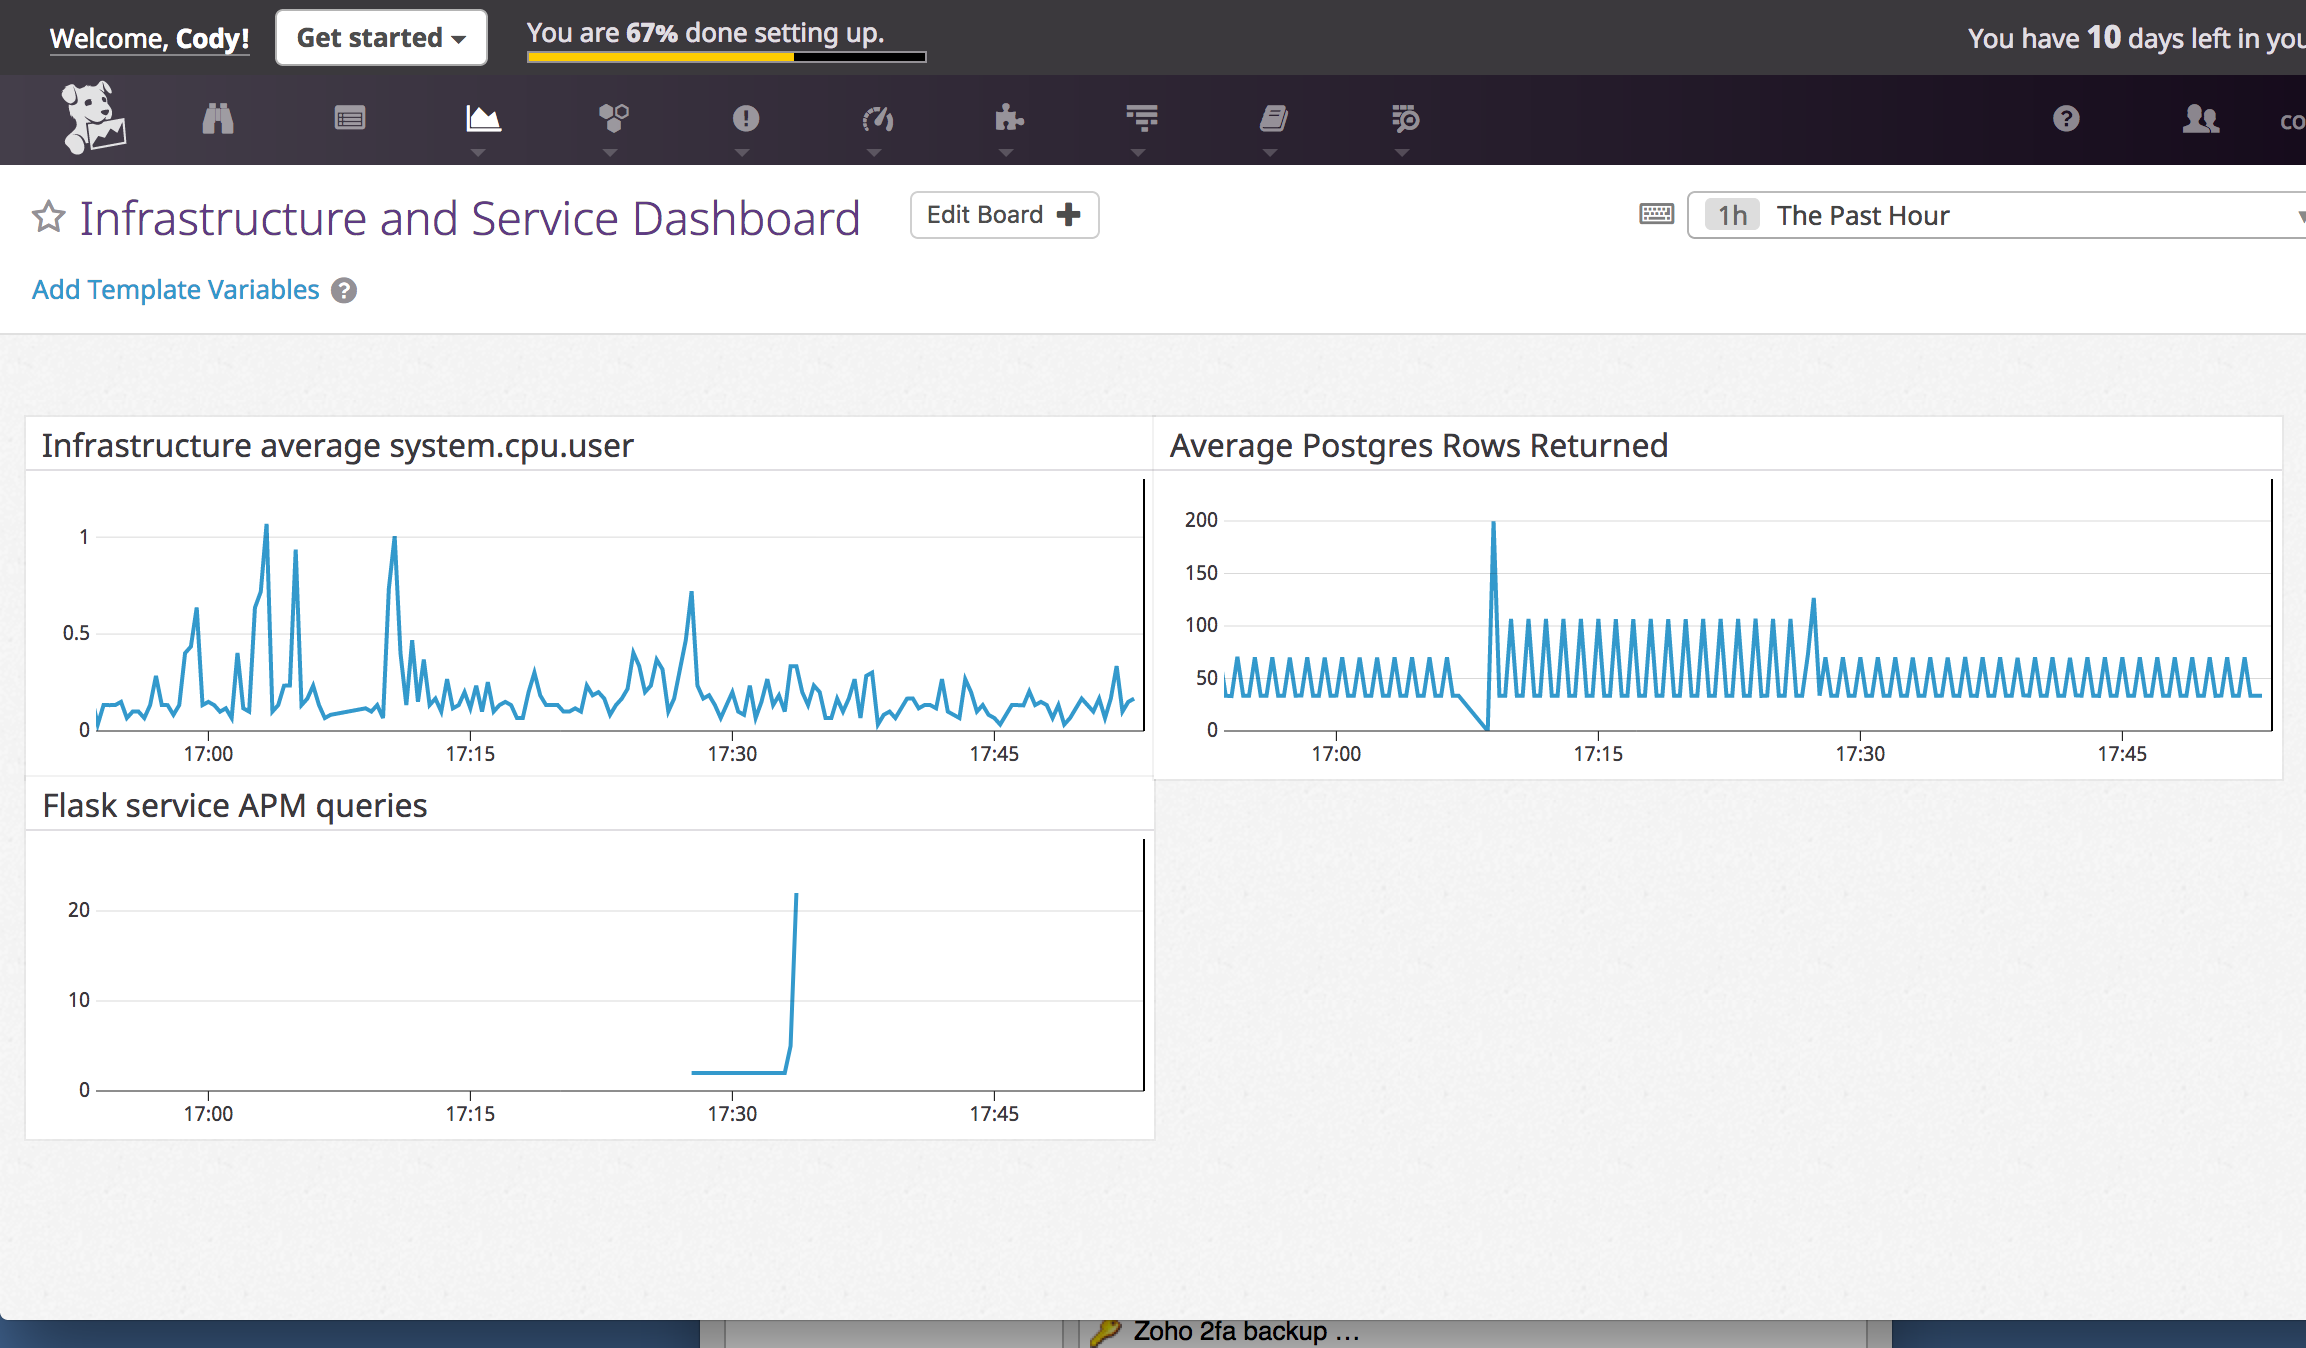 Welcome, Cody!
Get started
You are 67% done setting up.
You have 10 days left in you
co
Infrastructure and Service Dashboard
Edit Board
1h The Past Hour
Add Template Variables ?
Infrastructure average system.cpu.user
1
0.5
0
17:00 17:15 17:30 17:45
Average Postgres Rows Returned
200
150
100
50
0
17:00 17:15 17:30 17:45
Flask service APM queries
20
10
0
17:00 17:15 17:30 17:45
Zoho 2fa backup ...